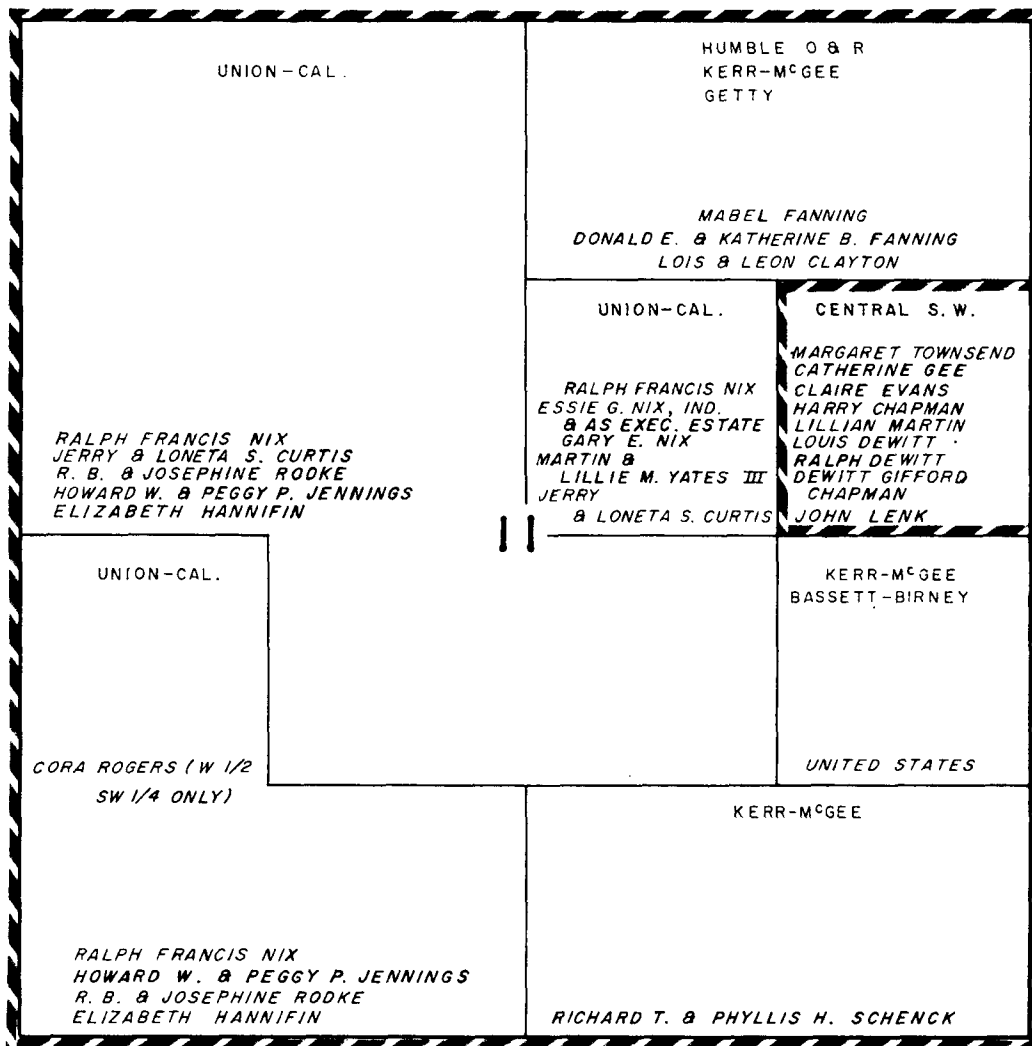 UNION-CAL.
RALPH FRANCIS NIX
JERRY & LONETA S. CURTIS
R. B. & JOSEPHINE RODKE
HOWARD W. & PEGGY P. JENNINGS
ELIZABETH HANNIFIN
HUMBLE O & R
KERR-McGEE
GETTY
MABEL FANNING
DONALD E. & KATHERINE B. FANNING
LOIS & LEON CLAYTON
UNION-CAL.
RALPH FRANCIS NIX
ESSIE G. NIX, IND.
& AS EXEC. ESTATE
GARY E. NIX
MARTIN &
LILLIE M. YATES III
JERRY
& LONETA S. CURTIS
CENTRAL S. W.
MARGARET TOWNSEND
CATHERINE GEE
CLAIRE EVANS
HARRY CHAPMAN
LILLIAN MARTIN
LOUIS DEWITT
RALPH DEWITT
DEWITT GIFFORD
CHAPMAN
JOHN LENK
11
UNION-CAL.
CORA ROGERS (W 1/2
SW 1/4 ONLY)
RALPH FRANCIS NIX
HOWARD W. & PEGGY P. JENNINGS
R. B. & JOSEPHINE RODKE
ELIZABETH HANNIFIN
KERR-McGEE
BASSETT-BIRNEY
UNITED STATES
KERR-McGEE
RICHARD T. & PHYLLIS H. SCHENCK